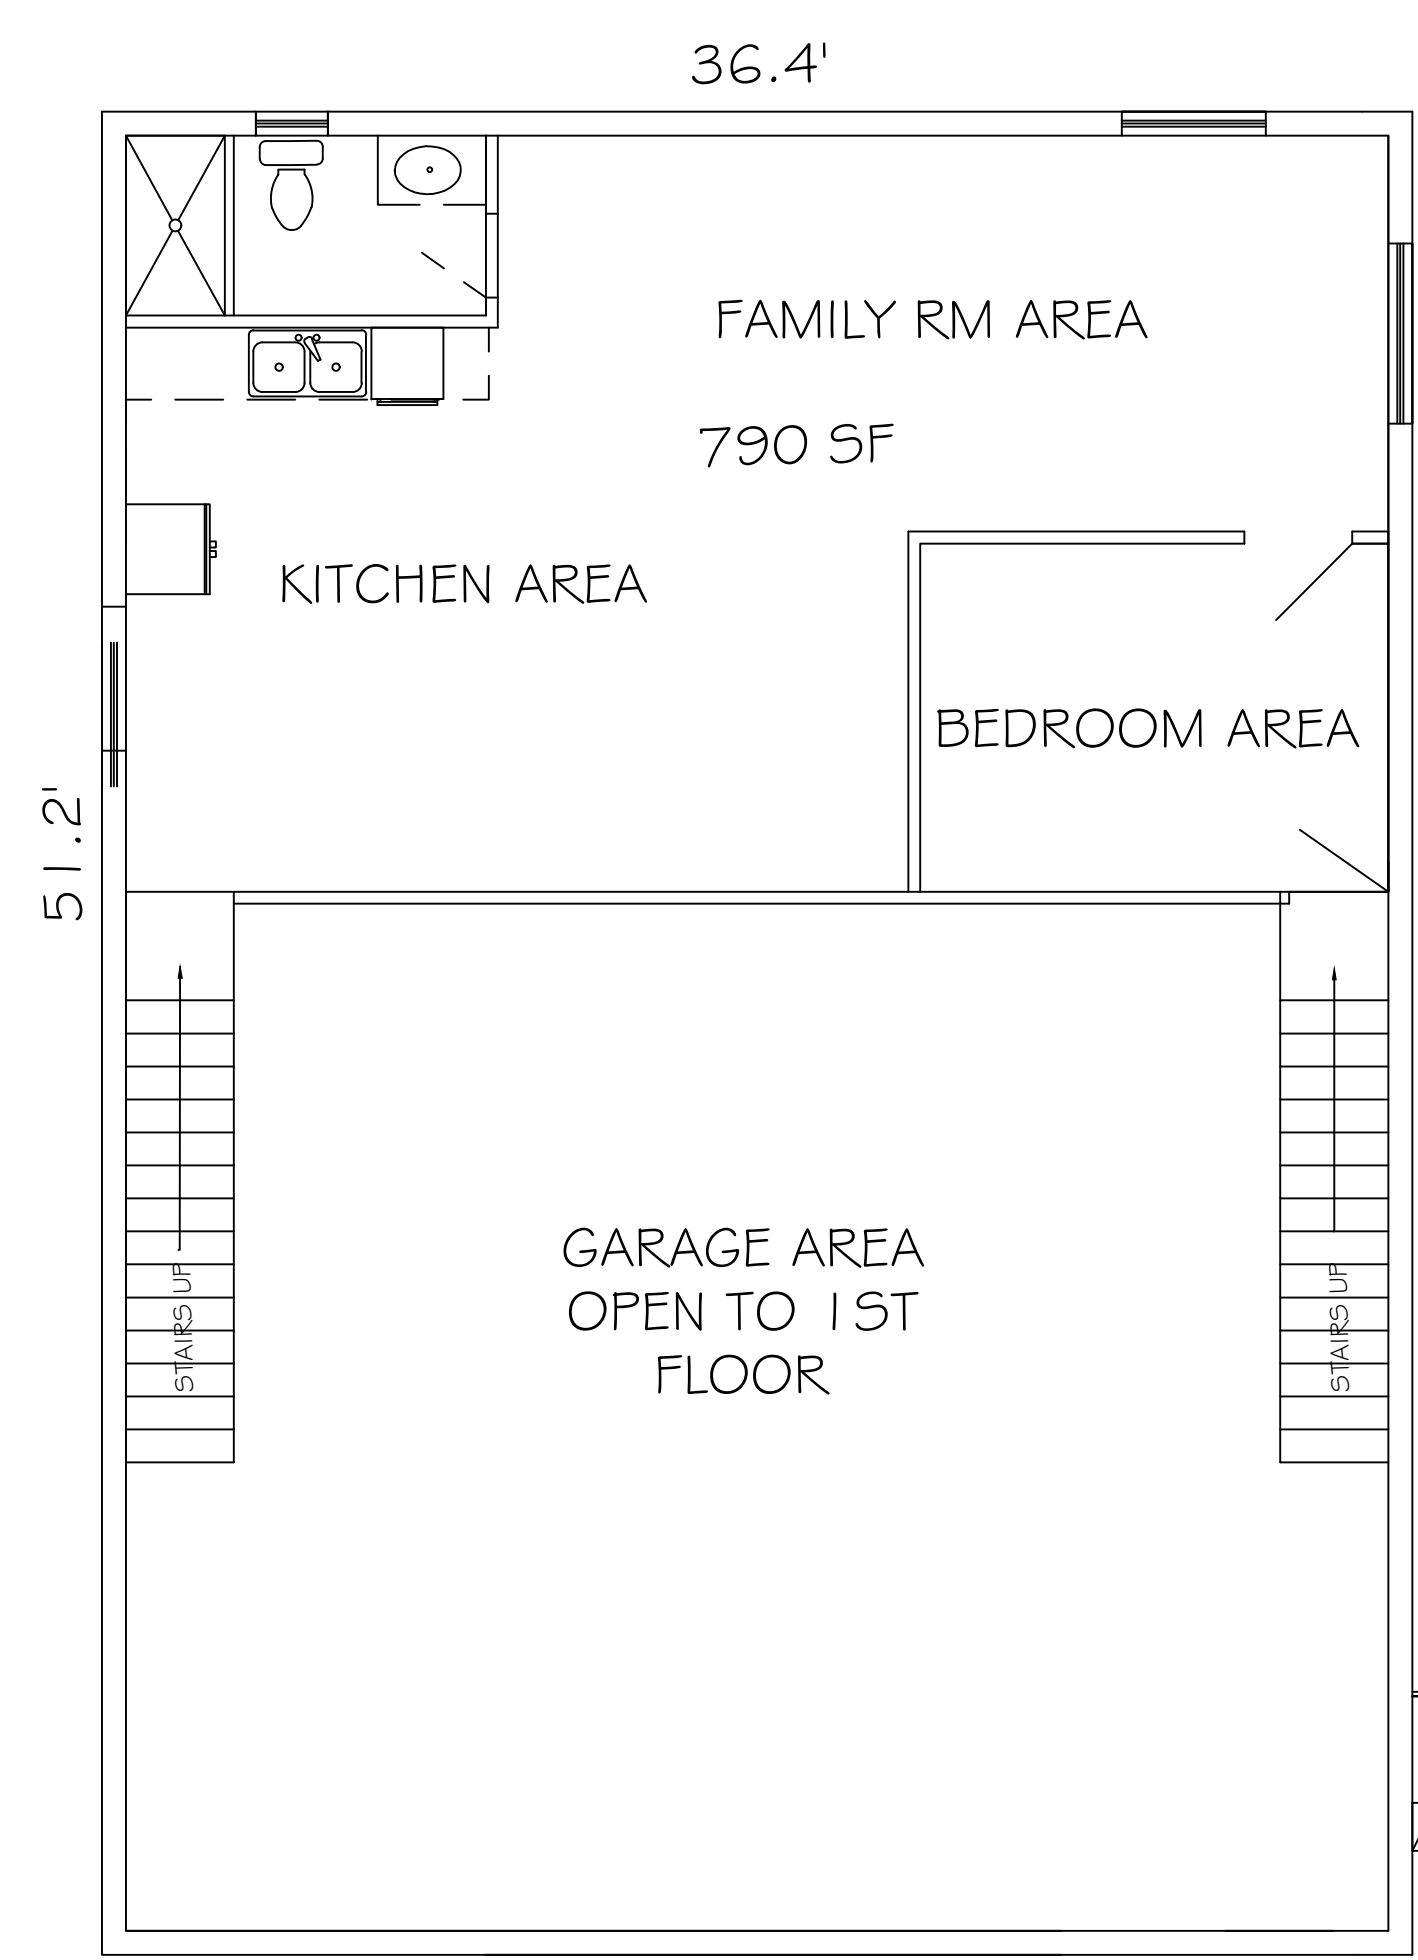 36.4'
FAMILY RM AREA
790 SF
KITCHEN AREA
BEDROOM AREA
51.2'
GARAGE AREA
OPEN TO 1ST
FLOOR
STAIRS UP
STAIRS UP